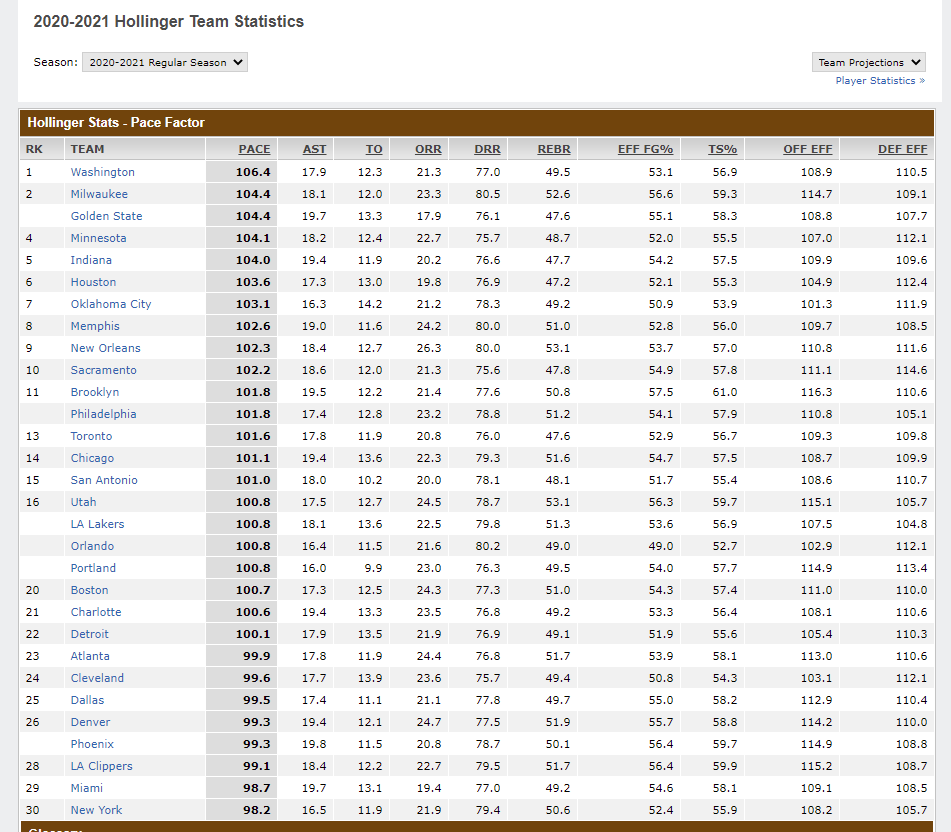 2020-2021 Hollinger Team Statistics
Season: 2020-2021 Regular Season Team Projections
Player Statistics »
Hollinger Stats - Pace Factor
RK TEAM PACE AST TO ORR DRR REBR EFF FG% TS% OFF EFF DEF EFF
1 Washington 106.4 17.9 12.3 21.3 77.0 49.5 53.1 56.9 108.9 110.5
2 Milwaukee 104.4 18.1 12.0 23.3 80.5 52.6 56.6 59.3 114.7 109.1
Golden State 104.4 19.7 13.3 17.9 76.1 47.6 55.1 58.3 108.8 107.7
4 Minnesota 104.1 18.2 12.4 22.7 75.7 48.7 52.0 55.5 107.0 112.1
5 Indiana 104.0 19.4 11.9 20.2 76.6 47.7 54.2 57.5 109.9 109.6
6 Houston 103.6 17.3 13.0 19.8 76.9 47.2 52.1 55.3 104.9 112.4
7 Oklahoma City 103.1 16.3 14.2 21.2 78.3 49.2 50.9 53.9 101.3 111.9
8 Memphis 102.6 19.0 11.6 24.2 80.0 51.0 52.8 56.0 109.7 108.5
9 New Orleans 102.3 18.4 12.7 26.3 80.0 53.1 53.7 57.0 110.8 111.6
10 Sacramento 102.2 18.6 12.0 21.3 75.6 47.8 54.9 57.8 111.1 114.6
11 Brooklyn 101.8 19.5 12.2 21.4 77.6 50.8 57.5 61.0 116.3 110.6
Philadelphia 101.8 17.4 12.8 23.2 78.8 51.2 54.1 57.9 110.8 105.1
13 Toronto 101.6 17.8 11.9 20.8 76.0 47.6 52.9 56.7 109.3 109.8
14 Chicago 101.1 19.4 13.6 22.3 79.3 51.6 54.7 57.5 108.7 109.9
15 San Antonio 101.0 18.0 10.2 20.0 78.1 48.1 51.7 55.4 108.6 110.7
16 Utah 100.8 17.5 12.7 24.5 78.7 53.1 56.3 59.7 115.1 105.7
LA Lakers 100.8 18.1 13.6 22.5 79.8 51.3 53.6 56.9 107.5 104.8
Orlando 100.8 16.4 11.5 21.6 80.2 49.0 49.0 52.7 102.9 112.1
Portland 100.8 16.0 9.9 23.0 76.3 49.5 54.0 57.7 114.9 113.4
20 Boston 100.7 17.3 12.5 24.3 77.3 51.0 54.3 57.4 111.0 110.0
21 Charlotte 100.6 19.4 13.3 23.5 76.8 49.2 53.3 56.4 108.1 110.6
22 Detroit 100.1 17.9 13.5 21.9 76.9 49.1 51.9 55.6 105.4 110.3
23 Atlanta 99.9 17.8 11.9 24.4 76.8 51.7 53.9 58.1 113.0 110.6
24 Cleveland 99.6 17.7 13.9 23.6 75.7 49.4 50.8 54.3 103.1 112.1
25 Dallas 99.5 17.4 11.1 21.1 77.8 49.7 55.0 58.2 112.9 110.4
26 Denver 99.3 19.4 12.1 24.7 77.5 51.9 55.7 58.8 114.2 110.0
Phoenix 99.3 19.8 11.5 20.8 78.7 50.1 56.4 59.7 114.9 108.8
28 LA Clippers 99.1 18.4 12.2 22.7 79.5 51.7 56.4 59.9 115.2 108.7
29 Miami 98.7 19.7 13.1 19.4 77.0 49.2 54.6 58.1 109.1 108.5
30 New York 98.2 16.5 11.9 21.9 79.4 50.6 52.4 55.9 108.2 105.7